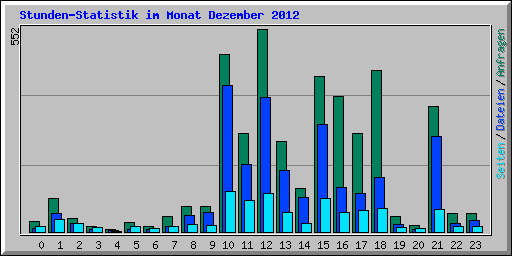 Stunden-Statistik im Monat Dezember 2012
552
Seiten / Dateien / Anfragen
0 1 2 3 4 5 6 7 8 9 10 11 12 13 14 15 16 17 18 19 20 21 22 23